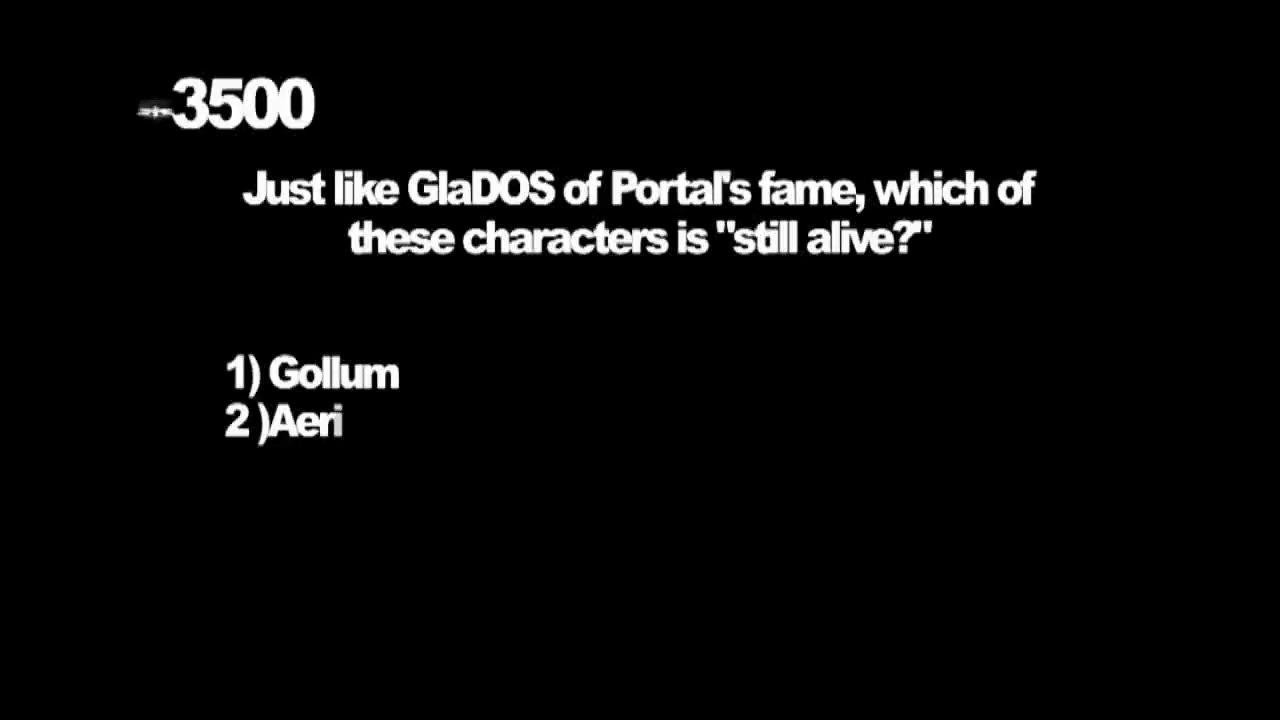 3500
Just like GlaDOS of Portal's fame, which of
these characters is "still alive?"
1) Gollum
2 )Aeri